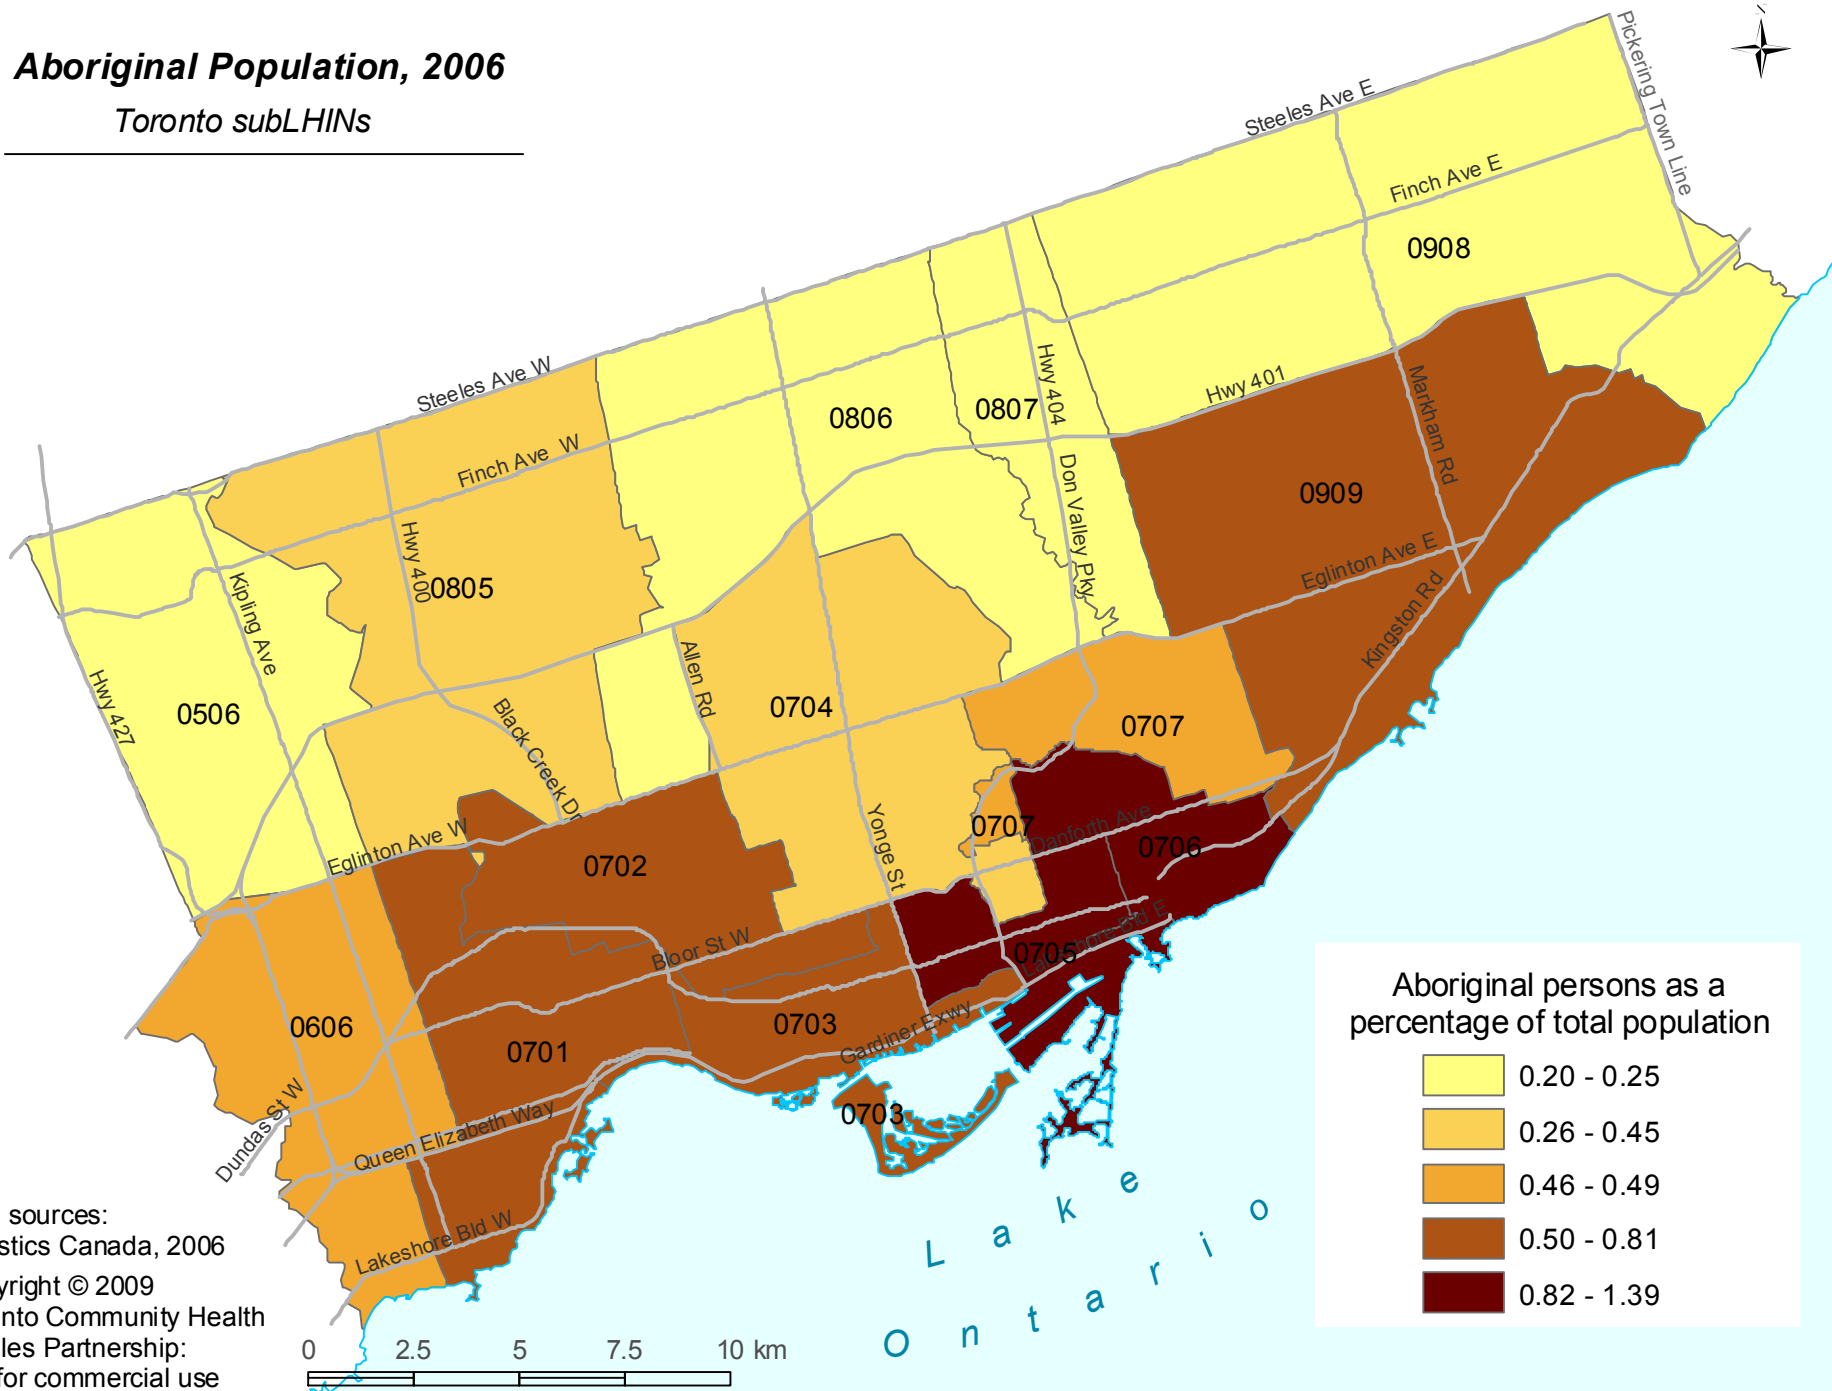 Aboriginal Population, 2006
Toronto subLHINs
N
Pickering Town Line
Steeles Ave E
Finch Ave E
0908
Hwy 404
Hwy 401
Markham Rd
Steeles Ave W
Finch Ave W
0806
0807
Don Valley Pky
0909
Eglinton Ave E
Kingston Rd
Hwy 400
0805
Kipling Ave
Hwy 427
0506
Black Creek Dr
Allen Rd
0704
0707
Yonge St
0707
Danforth Ave
0706
Eglinton Ave W
0702
Bloor St W
0705
Lakeshore Bld E
0606
0701
0703
Gardiner Exwy
0703
Dundas St W
Queen Elizabeth Way
Lakeshore Bld W
Lake
Ontario
Aboriginal persons as a
percentage of total population
0.20 - 0.25
0.26 - 0.45
0.46 - 0.49
0.50 - 0.81
0.82 - 1.39
sources:
stics Canada, 2006
yright © 2009
nto Community Health
les Partnership:
for commercial use
0 2.5 5 7.5 10 km